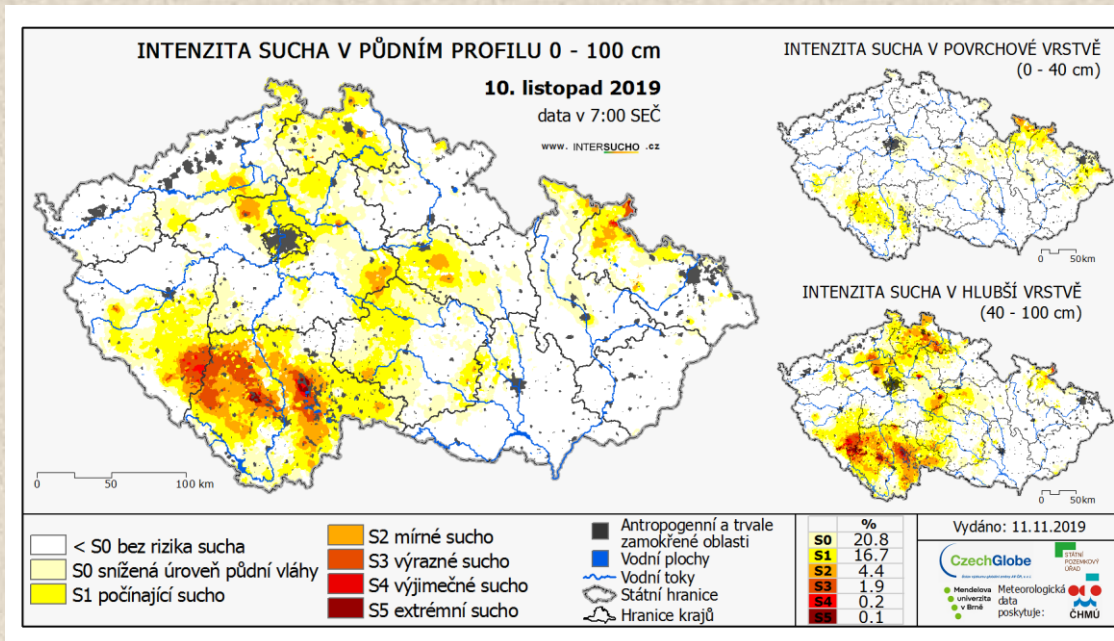 INTENZITA SUCHA V PŮDNÍM PROFILU 0 - 100 cm
10. listopad 2019
data v 7:00 SEČ
www. INTERSUCHO .cz
INTENZITA SUCHA V POVRCHOVÉ VRSTVĚ
(0 - 40 cm)
0 50km
INTENZITA SUCHA V HLUBŠÍ VRSTVĚ
(40 - 100 cm)
0 50km
0 50 100 km
< S0 bez rizika sucha
S0 snížená úroveň půdní vláhy
S1 počínající sucho
S2 mírné sucho
S3 výrazné sucho
S4 výjimečné sucho
S5 extrémní sucho
Antropogenní a trvale
zamokřené oblasti
Vodní plochy
Vodní toky
Státní hranice
Hranice krajů
%
S0 20.8
S1 16.7
S2 4.4
S3 1.9
S4 0.2
S5 0.1
Vydáno: 11.11.2019
CzechGlobe
STÁTNÍ
POZEMKOVÝ
ÚŘAD
Mendelova
univerzita
v Brně
Meteorologická
data
poskytuje:
ČHMÚ